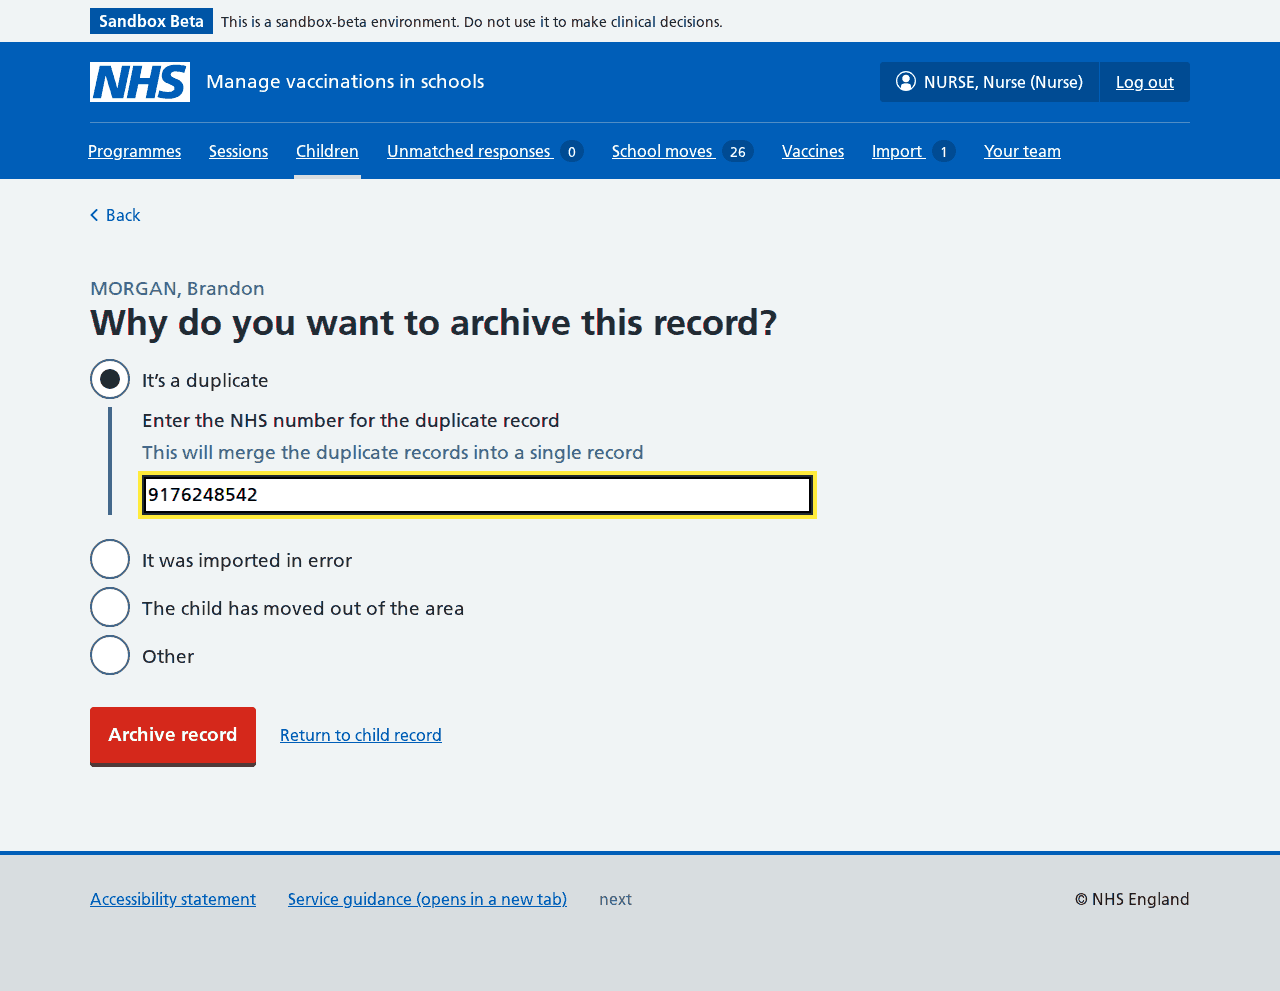 Sandbox Beta This is a sandbox-beta environment. Do not use it to make clinical decisions.
NHS Manage vaccinations in schools NURSE, Nurse (Nurse) Log out
Programmes Sessions Children Unmatched responses 0 School moves 26 Vaccines Import 1 Your team
Back
MORGAN, Brandon
Why do you want to archive this record?
It’s a duplicate
Enter the NHS number for the duplicate record
This will merge the duplicate records into a single record
9176248542
It was imported in error
The child has moved out of the area
Other
Archive record Return to child record
Accessibility statement Service guidance (opens in a new tab) next © NHS England